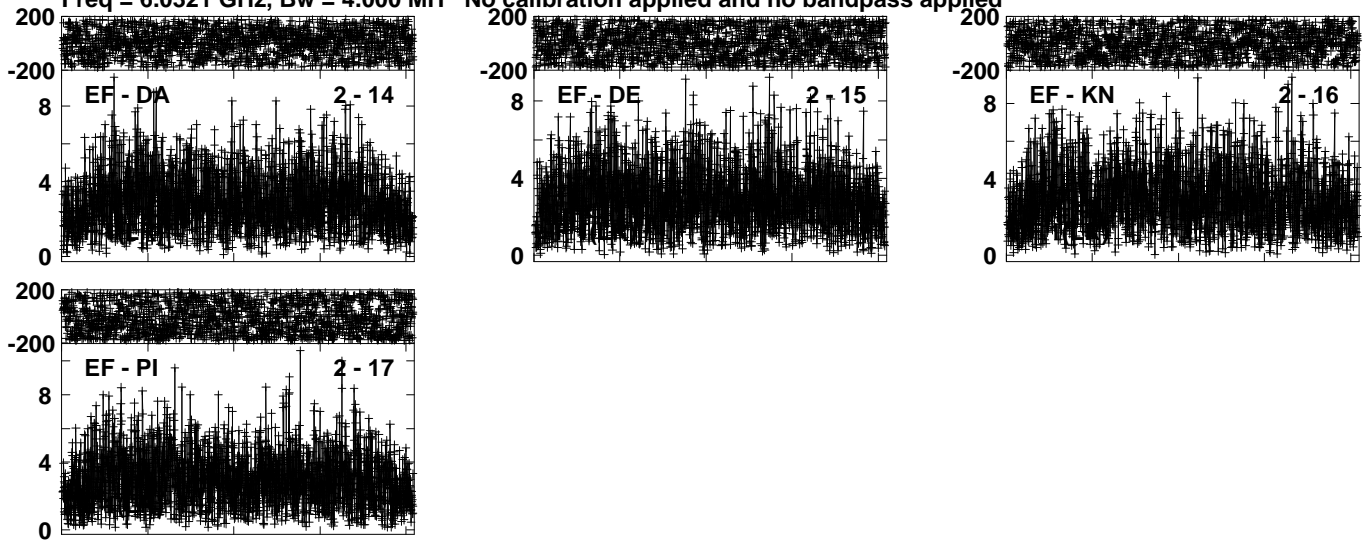 Freq = 6.0321 GHz, Bw = 4.000 MH No calibration applied and no bandpass applied
200 200 200
-200 -200 -200
EF - DA 2 - 14 EF - DE 2 - 15 EF - KN 2 - 16
8 8 8
4 4 4
0 0 0
200
-200
EF - PI 2 - 17
8
4
0